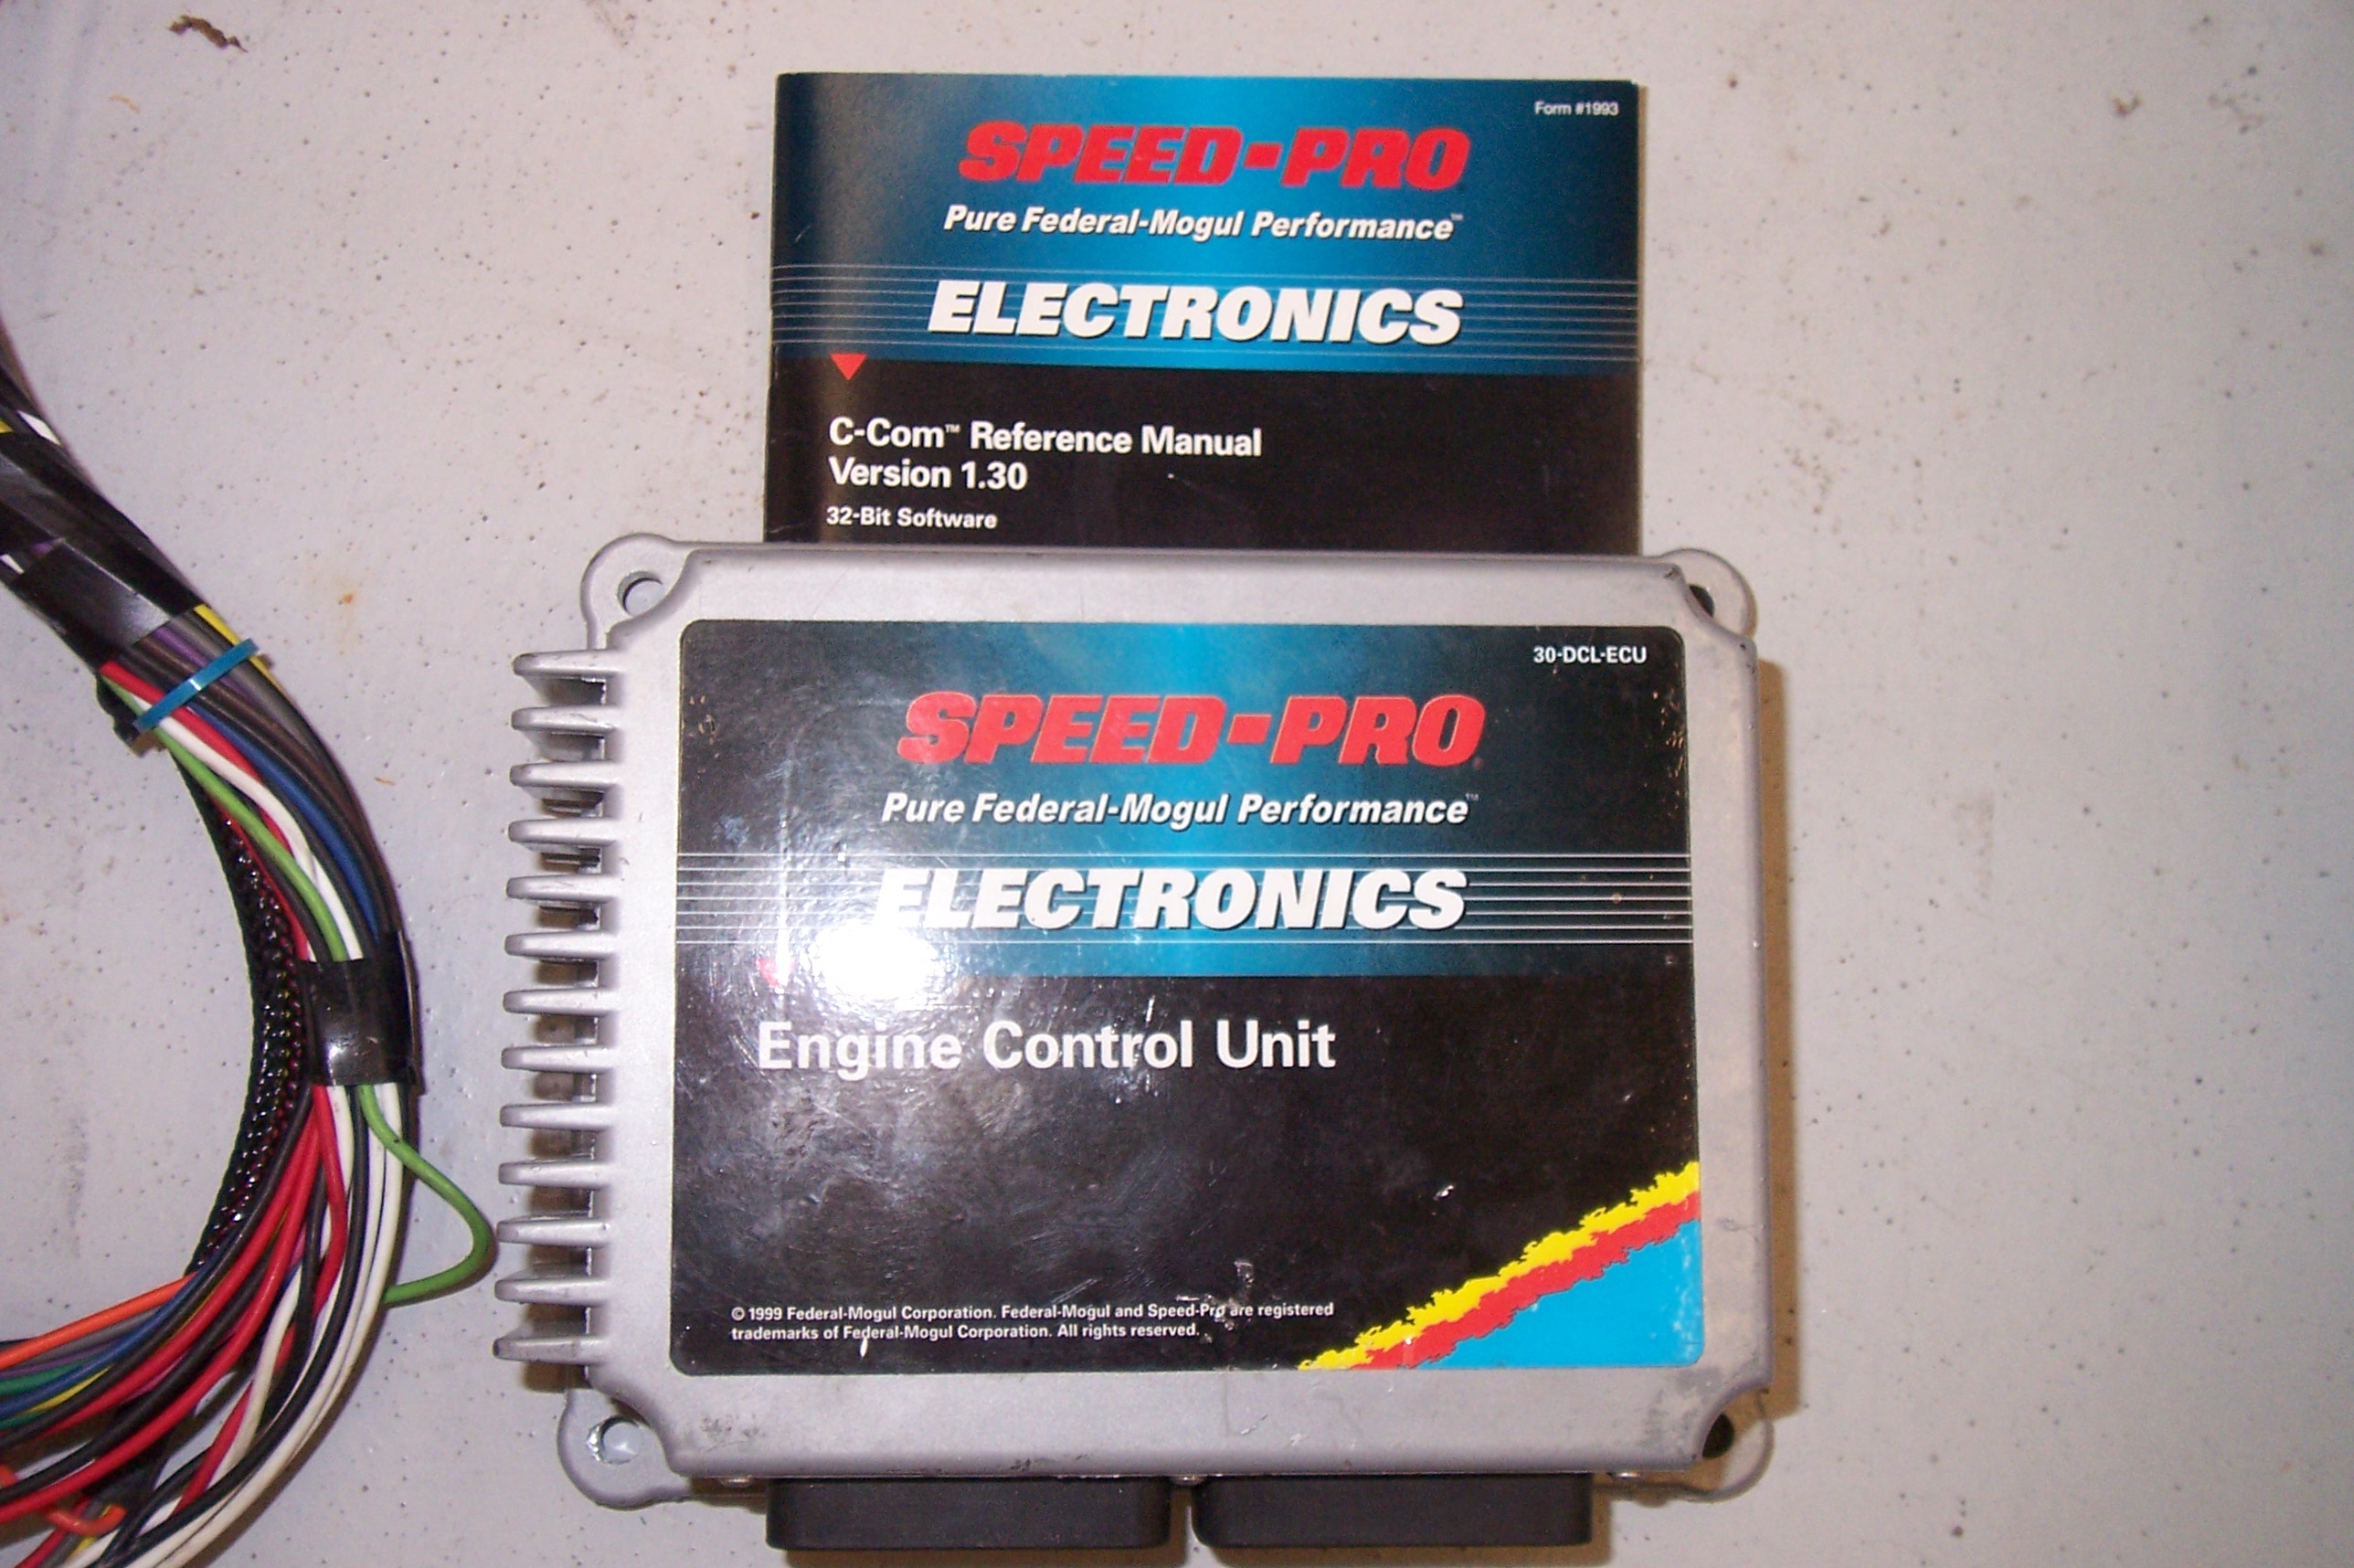 Form #1993
SPEED-PRO
Pure Federal-Mogul Performance™
ELECTRONICS
C-Com™ Reference Manual
Version 1.30
32-Bit Software
30-DCL-ECU
SPEED-PRO
Pure Federal-Mogul Performance™
ELECTRONICS
Engine Control Unit
© 1999 Federal-Mogul Corporation. Federal-Mogul and Speed-Pro are registered
trademarks of Federal-Mogul Corporation. All rights reserved.